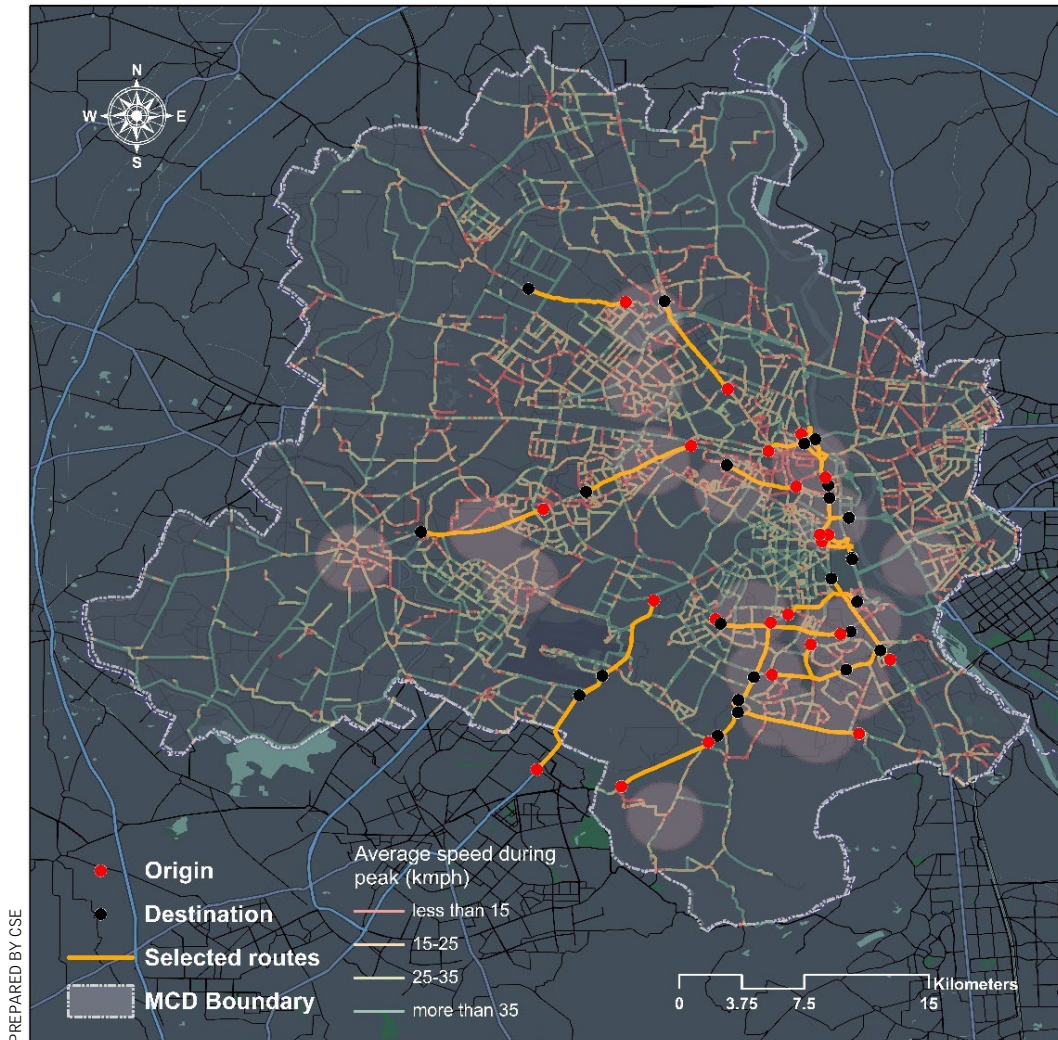 N
W E
S
Origin
Destination
Selected routes
MCD Boundary
Average speed during
peak (kmph)
less than 15
15-25
25-35
more than 35
Kilometers
0 3.75 7.5 15
PREPARED BY CSE